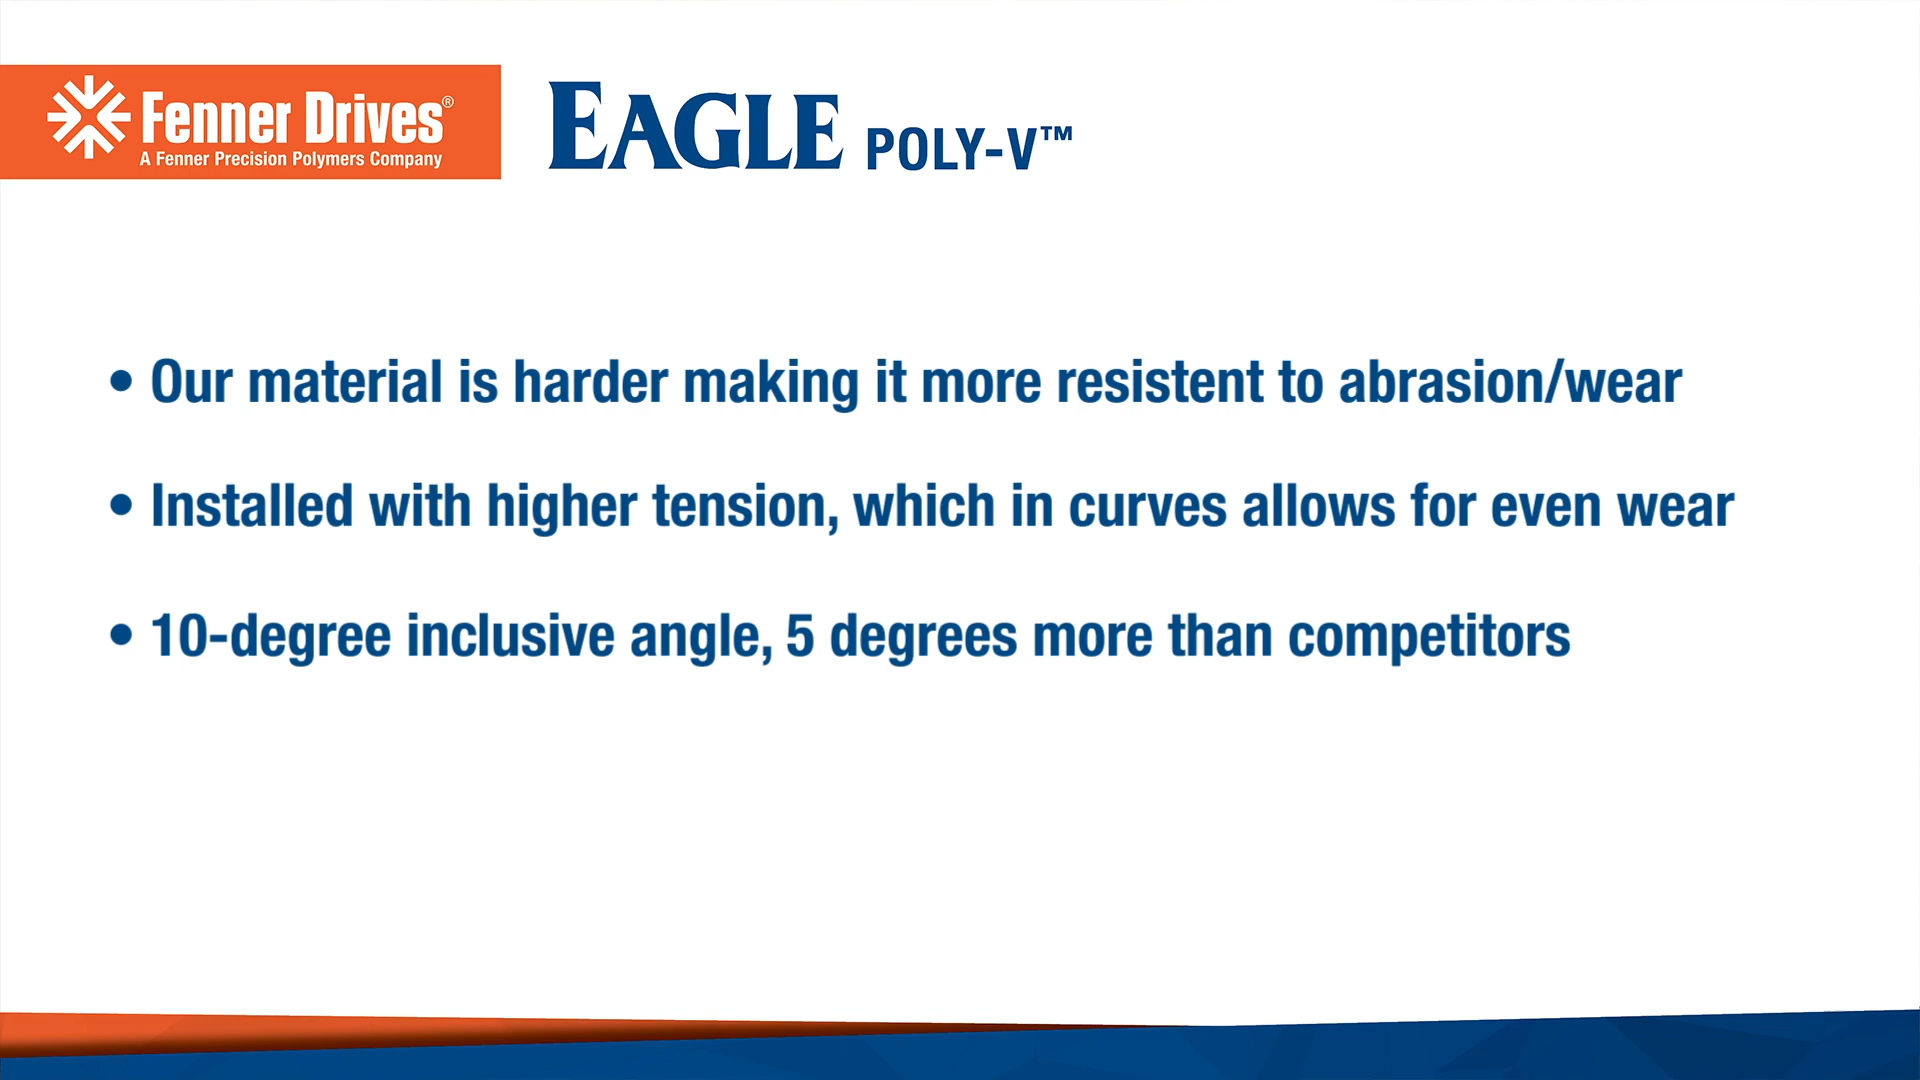 Fenner Drives®
A Fenner Precision Polymers Company
EAGLE POLY-V™
• Our material is harder making it more resistent to abrasion/wear
• Installed with higher tension, which in curves allows for even wear
• 10-degree inclusive angle, 5 degrees more than competitors